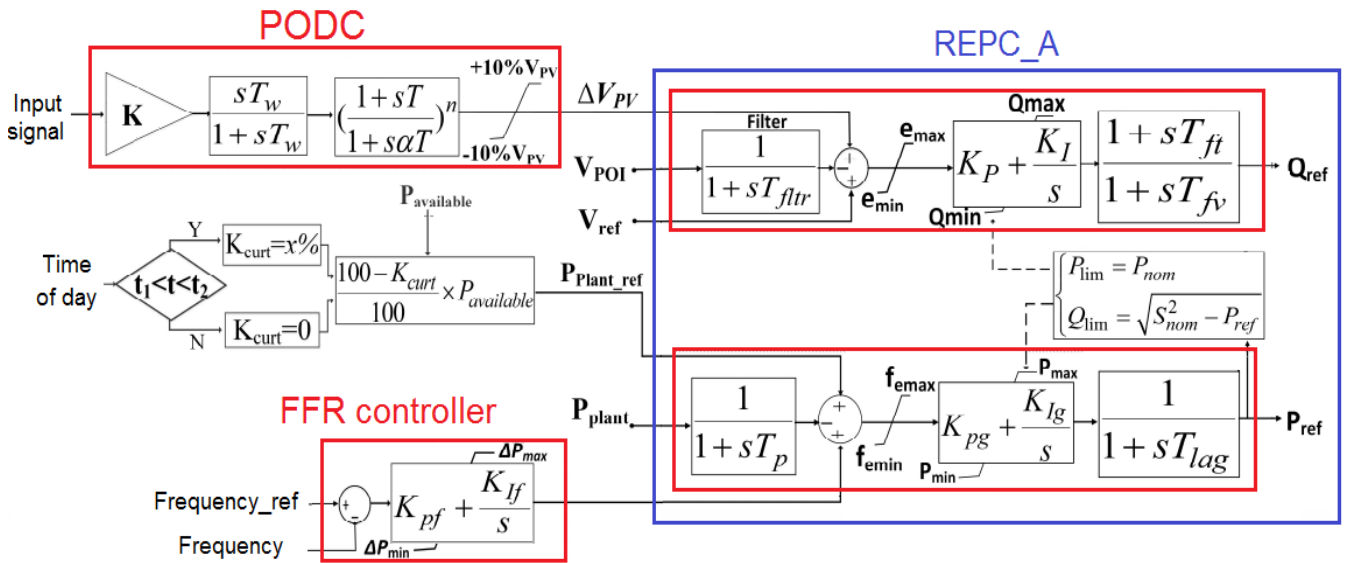 PODC
REPC_A
Input
signal
K
sT_w
1 + sT_w
(1 + sT / 1 + sαT)^n
+10%V_PV
-10%V_PV
ΔV_PV
Filter
1
1 + sT_fltr
V_POI
V_ref
e_max
e_min
Qmax
K_P + K_I / s
Qmin
1 + sT_ft
1 + sT_fv
Q_ref
P_available
Time
of day
t_1<t<t_2
Y
K_curt=x%
N
K_curt=0
100 − K_curt / 100 × P_available
P_Plant_ref
P_lim = P_nom
Q_lim = √(S_nom^2 − P_ref)
P_plant
1
1 + sT_p
f_emax
f_emin
P_max
K_pg + K_Ig / s
P_min
1
1 + sT_lag
P_ref
FFR controller
Frequency_ref
Frequency
ΔP_max
K_pf + K_If / s
ΔP_min